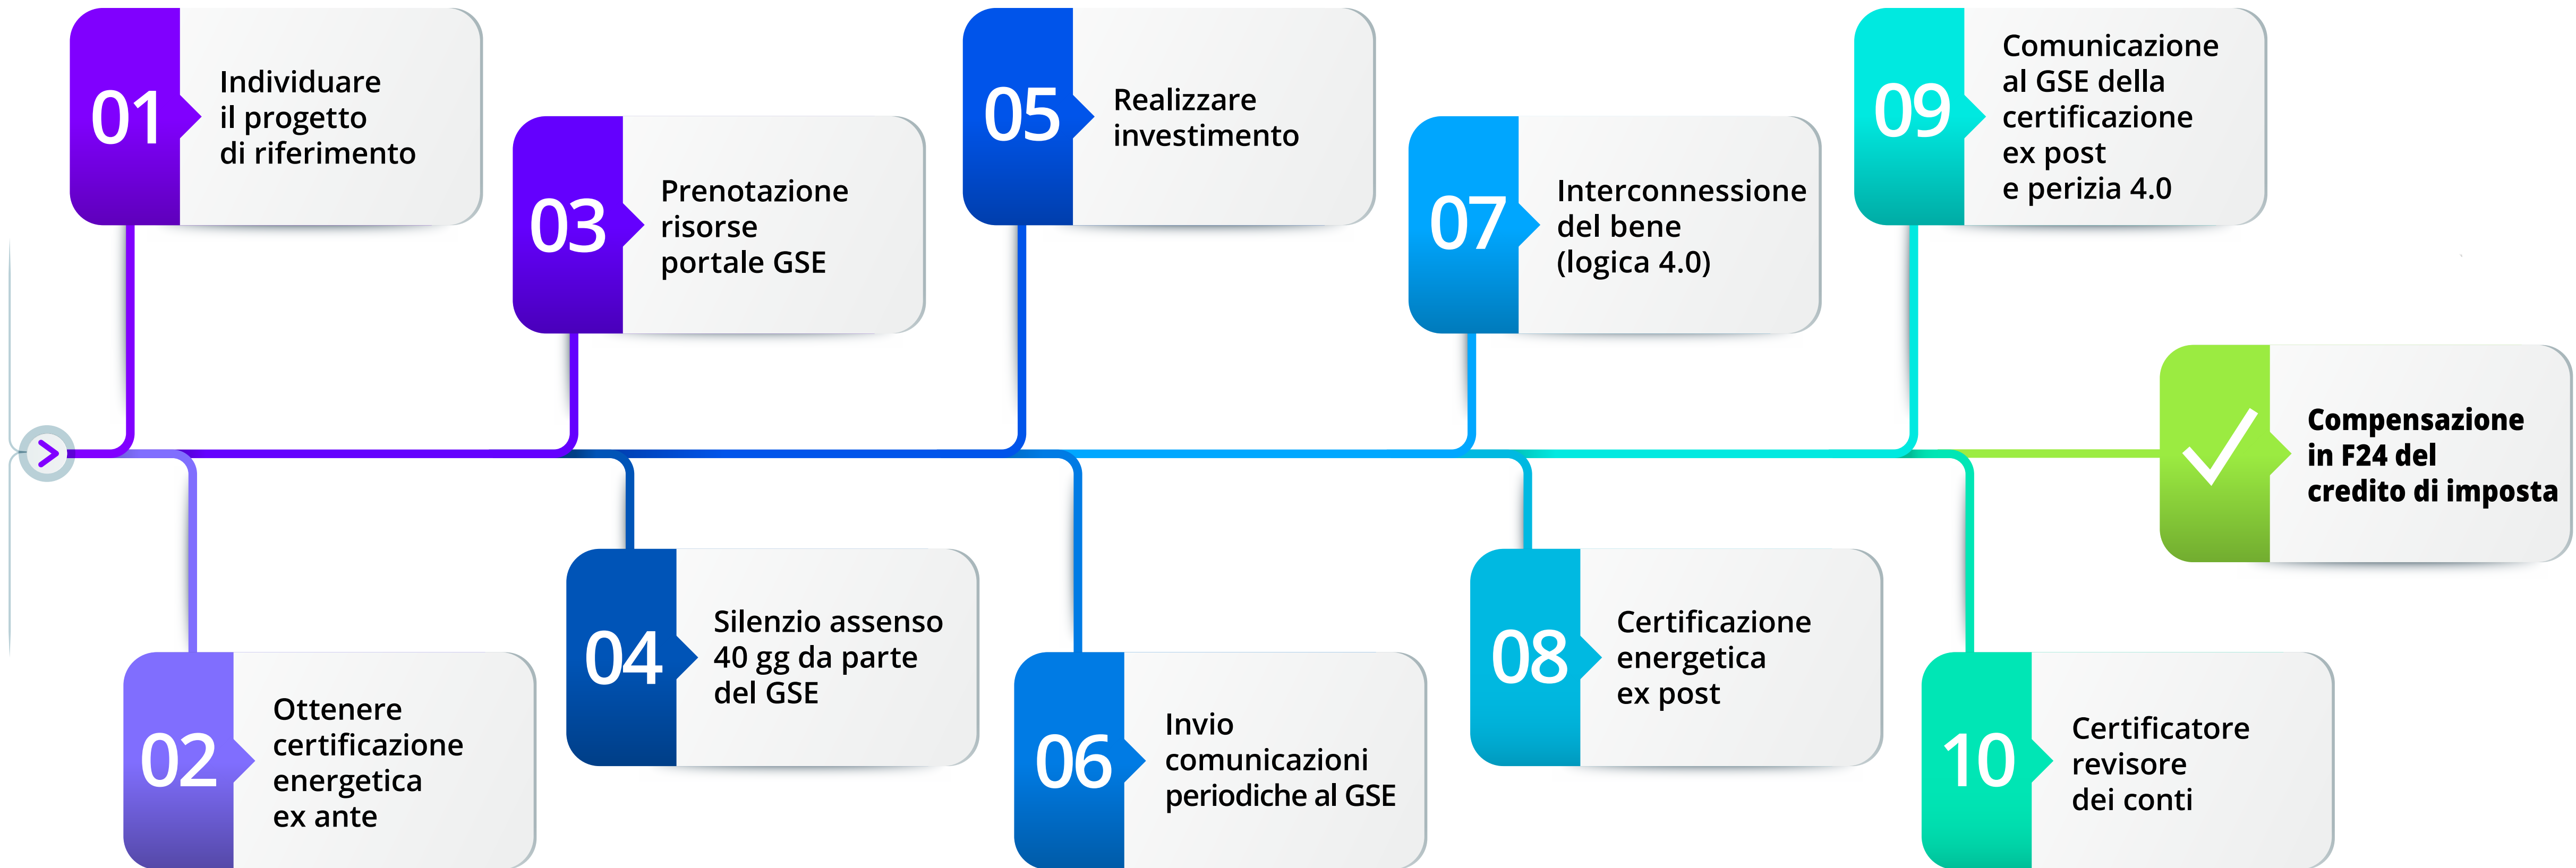 01
Individuare
il progetto
di riferimento
02
Ottenere
certificazione
energetica
ex ante
03
Prenotazione
risorse
portale GSE
04
Silenzio assenso
40 gg da parte
del GSE
05
Realizzare
investimento
06
Invio
comunicazioni
periodiche al GSE
07
Interconnessione
del bene
(logica 4.0)
08
Certificazione
energetica
ex post
09
Comunicazione
al GSE della
certificazione
ex post
e perizia 4.0
10
Certificatore
revisore
dei conti
Compensazione
in F24 del
credito di imposta